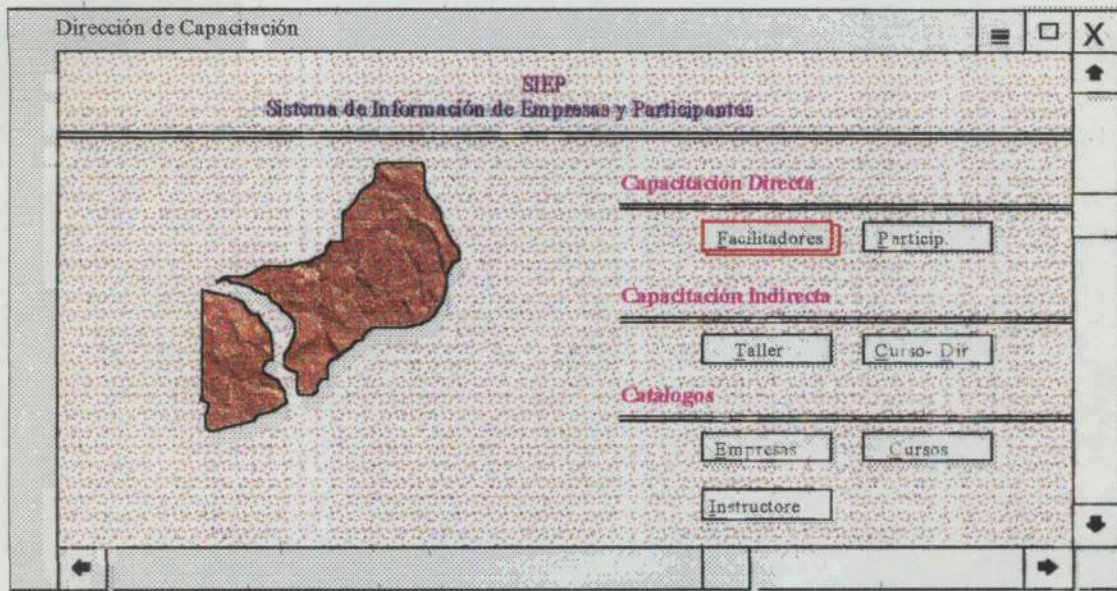 Dirección de Capacitación
X
SIEP
Sistema de Información de Empresas y Participantes
Capacitación Directa
Facilitadores Particip.
Capacitación Indirecta
Taller Curso- Dir
Catálogos
Empresas Cursos
Instructore